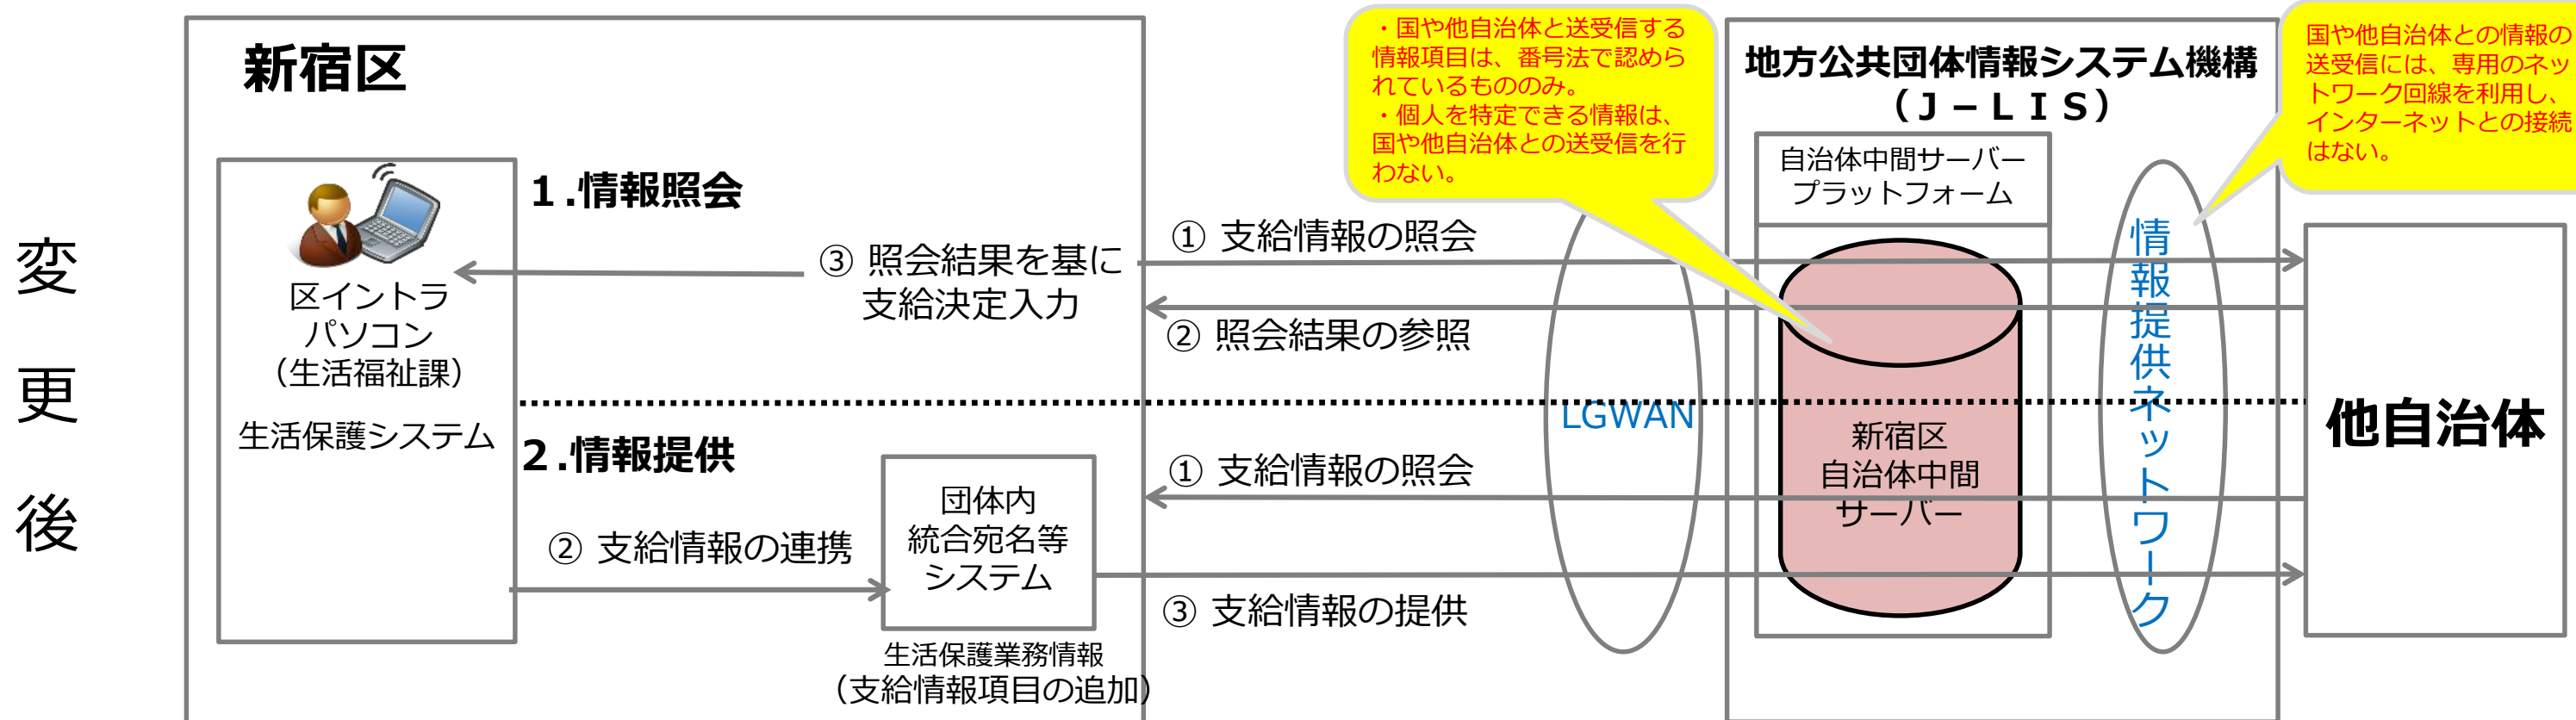 変
更
後
新宿区
区イントラ
パソコン
（生活福祉課）
生活保護システム
１.情報照会
③ 照会結果を基に
支給決定入力
① 支給情報の照会
② 照会結果の参照
２.情報提供
① 支給情報の照会
② 支給情報の連携
団体内
統合宛名等
システム
生活保護業務情報
（支給情報項目の追加）
③ 支給情報の提供
・国や他自治体と送受信する
情報項目は、番号法で認めら
れているもののみ。
・個人を特定できる情報は、
国や他自治体との送受信を行
わない。
LGWAN
地方公共団体情報システム機構
（Ｊ－ＬＩＳ）
自治体中間サーバー
プラットフォーム
新宿区
自治体中間
サーバー
情報提供ネットワーク
国や他自治体との情報の
送受信には、専用のネッ
トワーク回線を利用し、
インターネットとの接続
はない。
他自治体